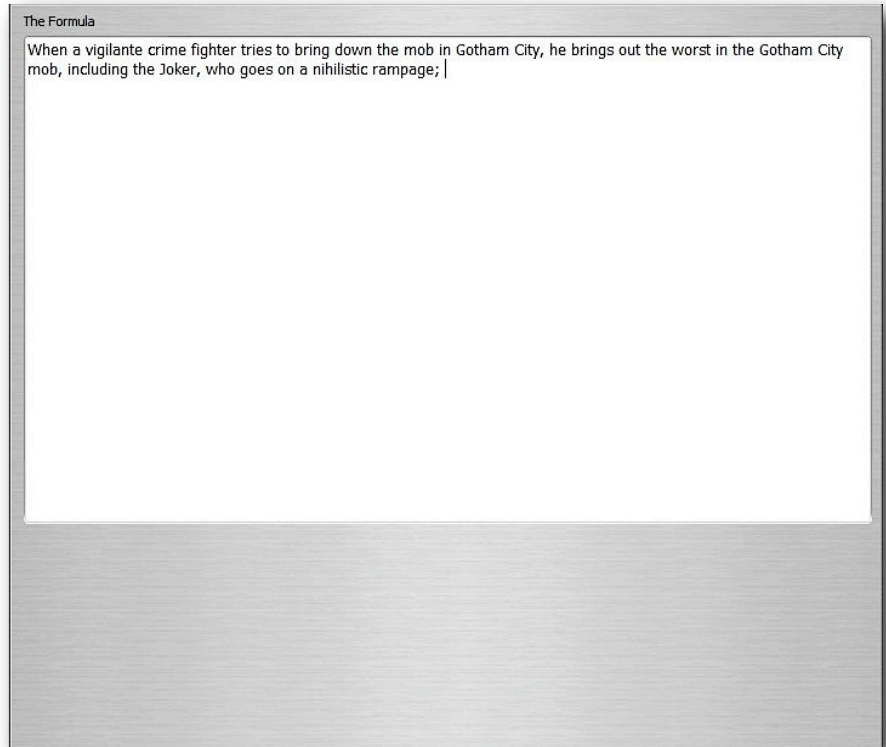 The Formula
When a vigilante crime fighter tries to bring down the mob in Gotham City, he brings out the worst in the Gotham City
mob, including the Joker, who goes on a nihilistic rampage;